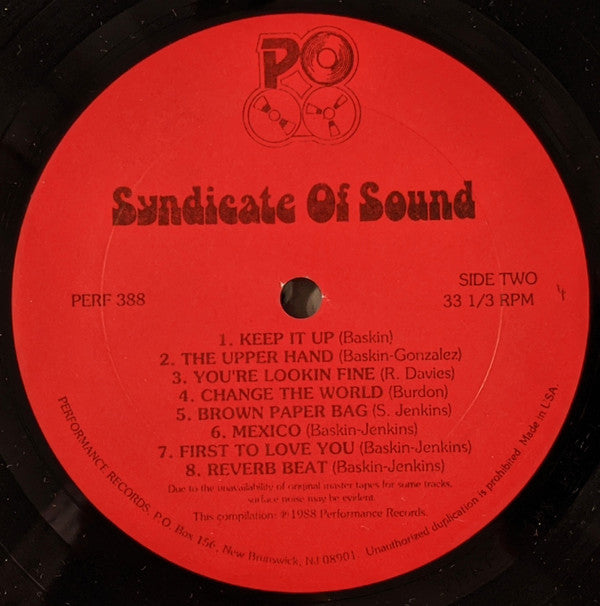 PO
Syndicate Of Sound
PERF 388
SIDE TWO
33 1/3 RPM
4
1. KEEP IT UP (Baskin)
2. THE UPPER HAND (Baskin-Gonzalez)
3. YOU'RE LOOKIN FINE (R. Davies)
4. CHANGE THE WORLD (Burdon)
5. BROWN PAPER BAG (S. Jenkins)
6. MEXICO (Baskin-Jenkins)
7. FIRST TO LOVE YOU (Baskin-Jenkins)
8. REVERB BEAT (Baskin-Jenkins)
Due to the unavailability of original master tapes for some tracks,
surface noise may be evident.
This compilation: ℗ 1988 Performance Records.
PERFORMANCE RECORDS, P.O. Box 156, New Brunswick, NJ 08901. Unauthorized duplication is prohibited. Made in U.S.A.